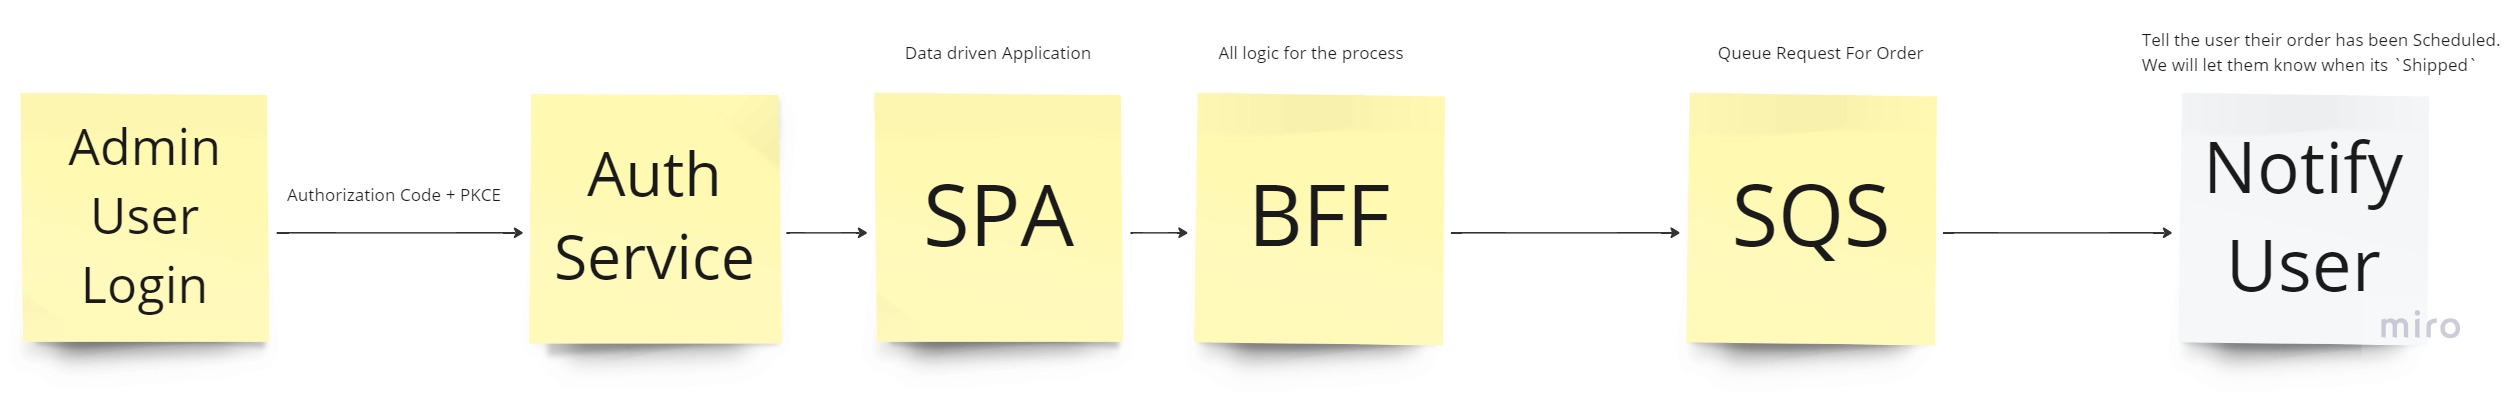 Admin
User
Login
Authorization Code + PKCE
Auth
Service
Data driven Application
SPA
All logic for the process
BFF
Queue Request For Order
SQS
Tell the user their order has been Scheduled.
We will let them know when its `Shipped`
Notify
User
miro